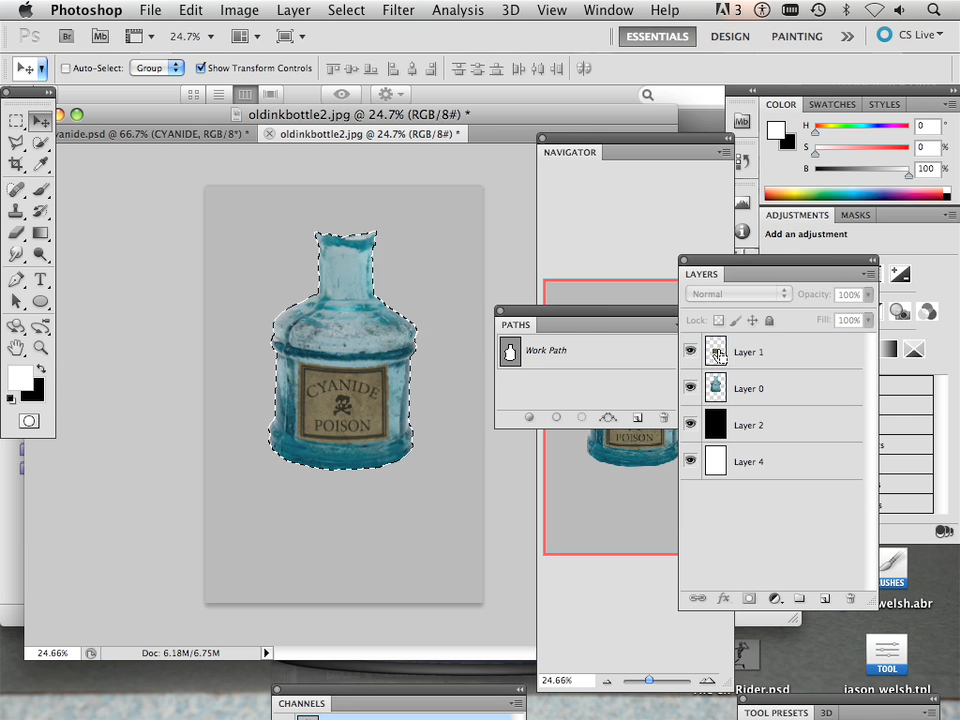 Photoshop File Edit Image Layer Select Filter Analysis 3D View Window Help 3
Ps Br Mb 24.7% ESSENTIALS DESIGN PAINTING >> CS Live
Auto-Select: Group Show Transform Controls
oldinkbottle2.jpg @ 24.7% (RGB/8#) *
yanide.psd @ 66.7% (CYANIDE, RGB/8*) * oldinkbottle2.jpg @ 24.7% (RGB/8#) *
COLOR SWATCHES STYLES
Mb
H 0 °
S 0 %
B 100 %
NAVIGATOR
ADJUSTMENTS MASKS
Add an adjustment
LAYERS
Normal Opacity: 100%
Lock: Fill: 100%
Layer 1
Layer 0
Layer 2
Layer 4
PATHS
Work Path
CYANIDE
POISON
POISON
T
24.66% Doc: 6.18M/6.75M
24.66%
CHANNELS
RUSHES
welsh.abr
TOOL
Rider.psd
jason welsh.tpl
TOOL PRESETS 3D